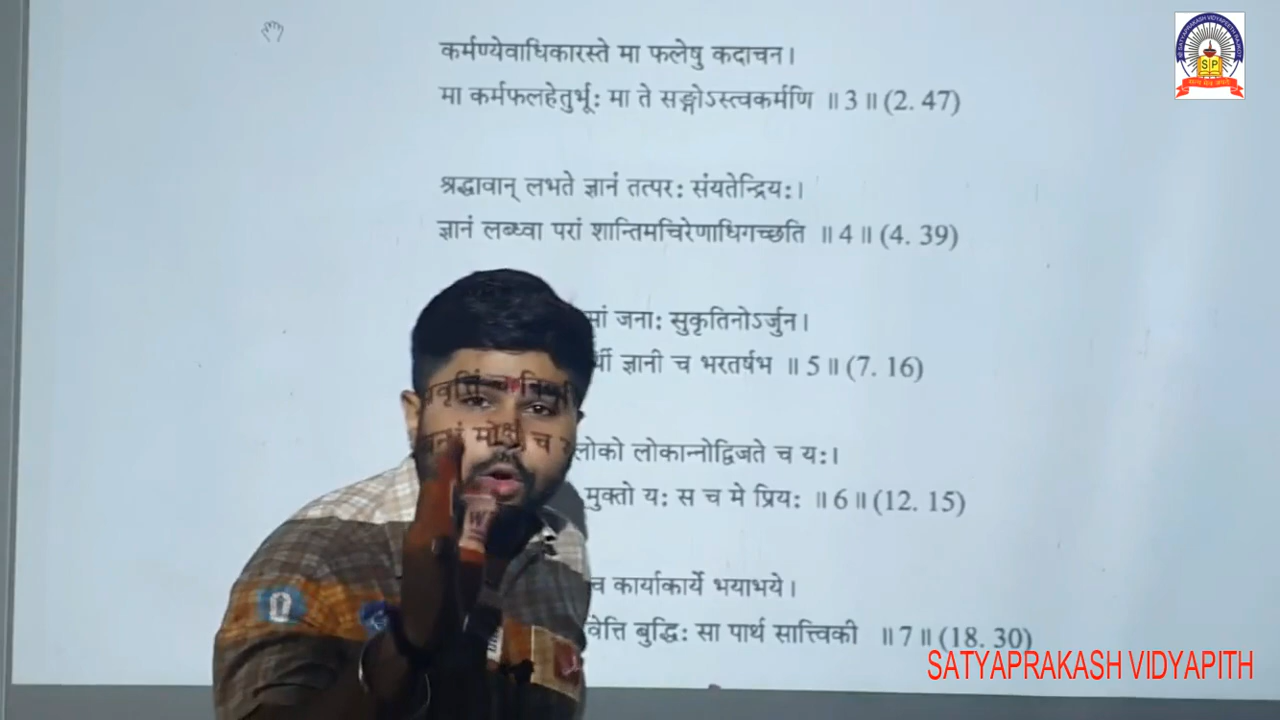 कर्मण्येवाधिकारस्ते मा फलेषु कदाचन।
मा कर्मफलहेतुर्भूः मा ते सङ्गोऽस्त्वकर्मणि ॥3॥ (2. 47)
श्रद्धावान् लभते ज्ञानं तत्परः संयतेन्द्रियः।
ज्ञानं लब्ध्वा परां शान्तिमचिरेणाधिगच्छति ॥4॥ (4. 39)
मां जनाः सुकृतिनोऽर्जुन।
ज्ञानी च भरतर्षभ ॥5॥ (7. 16)
लोको लोकान्नोद्विजते च यः।
मुक्तो यः स च मे प्रियः ॥6॥ (12. 15)
च कार्याकार्ये भयाभये।
मोक्षं च
वेत्ति बुद्धिः सा पार्थ सात्त्विकी ॥7॥ (18. 30)
SATYAPRAKASH VIDYAPITH
SP